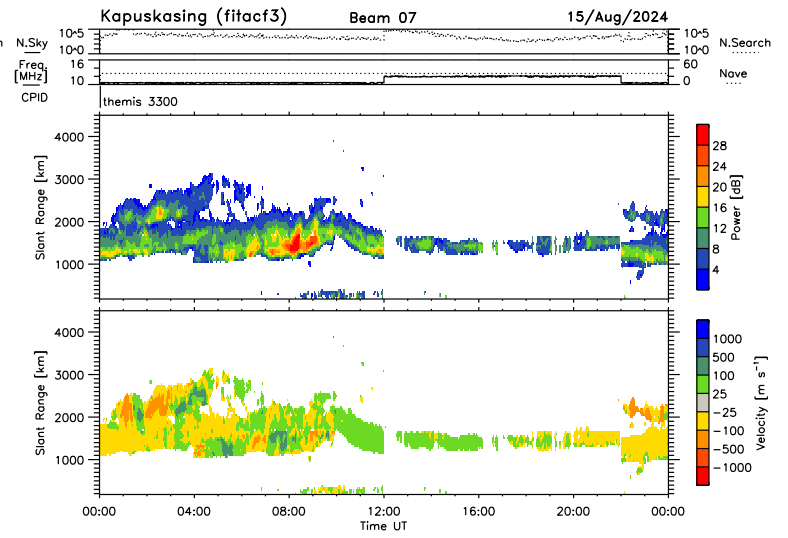 Kapuskasing (fitacf3) Beam 07 15/Aug/2024
N.Sky 10^5 10^0 10^5 10^0 N.Search
Freq. [MHz] 16 10 60 0 Nave
CPID themis 3300
Slant Range [km] 4000 3000 2000 1000
28 24 20 16 12 8 4 Power [dB]
Slant Range [km] 4000 3000 2000 1000
1000 500 100 25 −25 −100 −500 −1000 Velocity [m s⁻¹]
00:00 04:00 08:00 12:00 16:00 20:00 00:00
Time UT